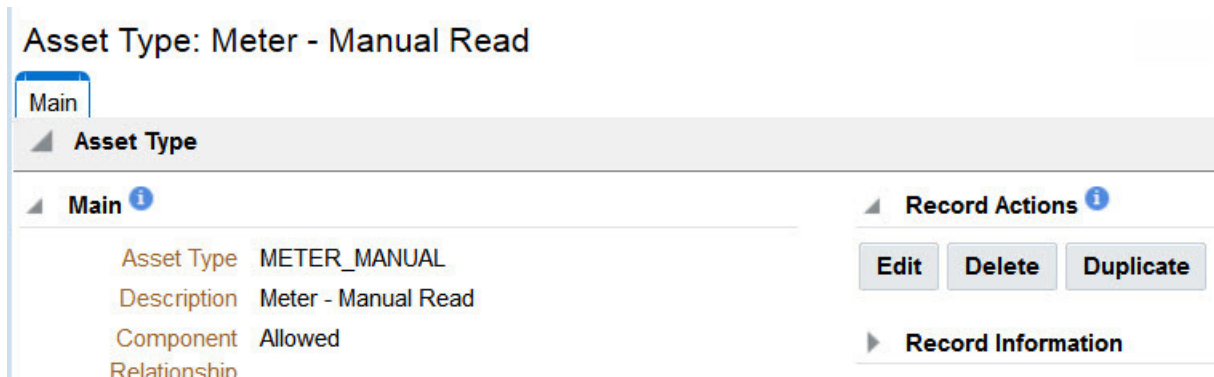 Asset Type: Meter - Manual Read
Main
Asset Type
Main
Record Actions
Asset Type METER_MANUAL
Edit Delete Duplicate
Description Meter - Manual Read
Component Allowed
Record Information
Relationship